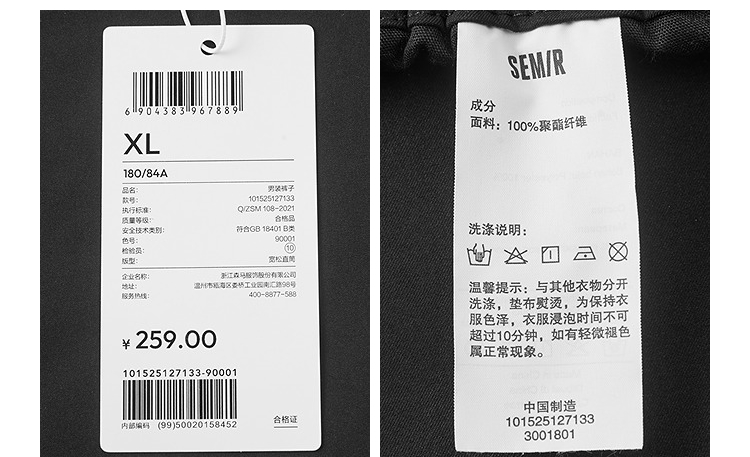 6 904383 967889
XL
180/84A
品名: 男装裤子
款号: 101525127133
执行标准: Q/ZSM 108-2021
质量等级: 合格品
安全技术类别: 符合GB 18401 B类
色号: 90001
检验员: 10
版型: 宽松直筒
企业名称: 浙江森马服饰股份有限公司
地址: 温州市瓯海区娄桥工业园南汇路98号
服务热线: 400-8877-588
¥ 259.00
101525127133-90001
内部编码 (99)50020158452
合格证
SEMIR
成分
面料: 100%聚酯纤维
洗涤说明:
温馨提示: 与其他衣物分开
洗涤, 垫布熨烫, 为保持衣
服色泽, 衣服浸泡时间不可
超过10分钟, 如有轻微褪色
属正常现象。
中国制造
101525127133
3001801